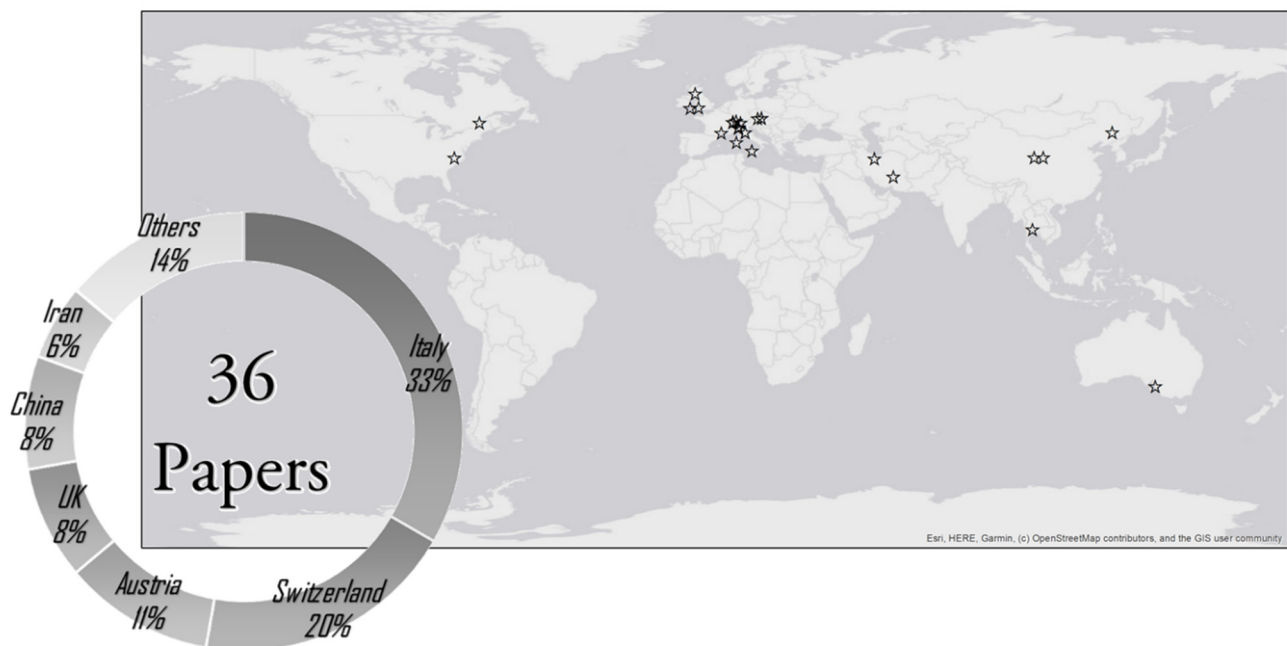 Others
14%
Italy
33%
Iran
6%
36
Papers
China
8%
UK
8%
Austria
11%
Switzerland
20%
Esri, HERE, Garmin, (c) OpenStreetMap contributors, and the GIS user community